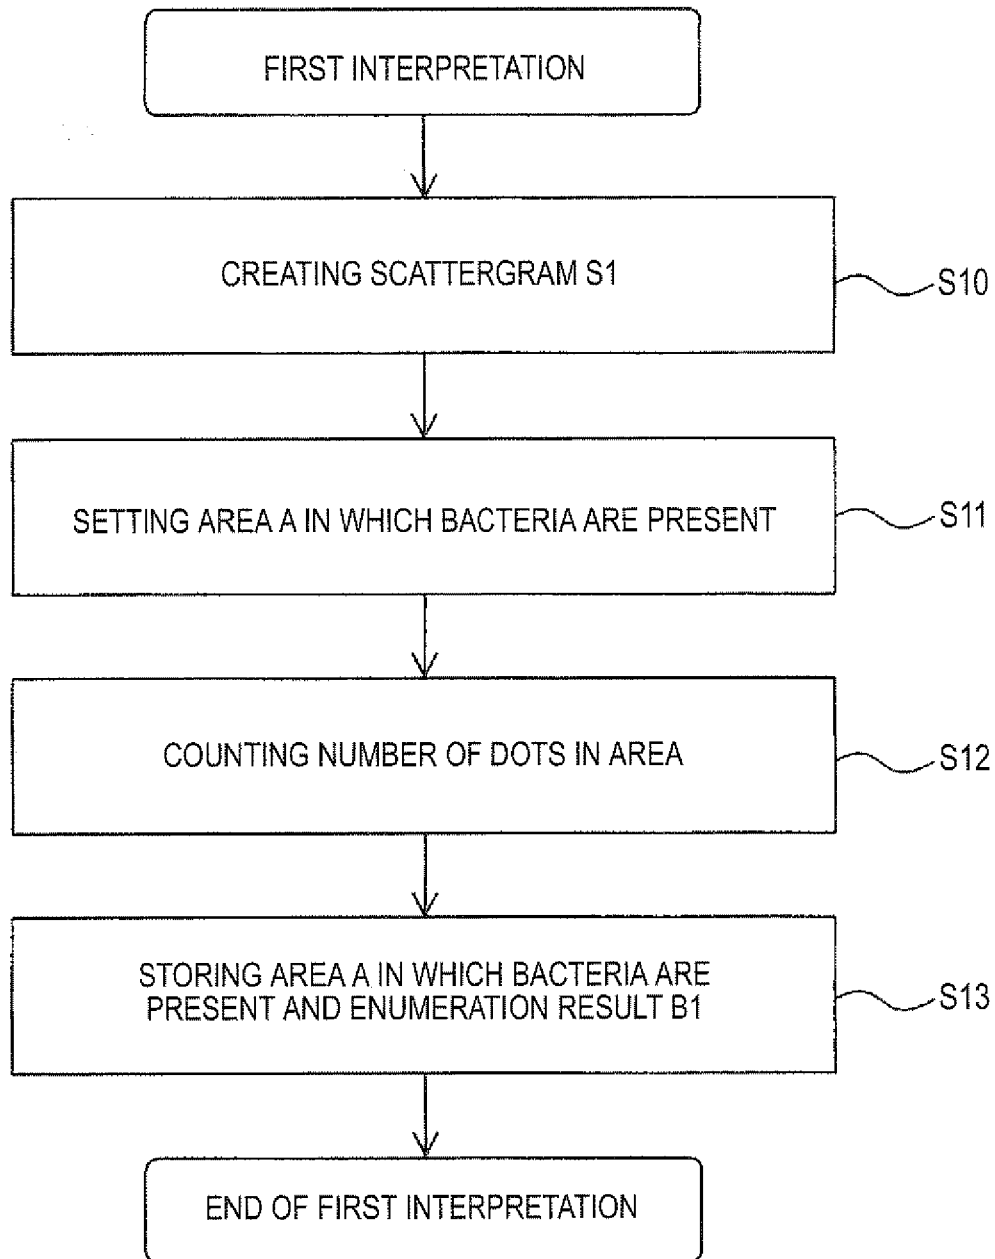 FIRST INTERPRETATION
CREATING SCATTERGRAM S1
S10
SETTING AREA A IN WHICH BACTERIA ARE PRESENT
S11
COUNTING NUMBER OF DOTS IN AREA
S12
STORING AREA A IN WHICH BACTERIA ARE
PRESENT AND ENUMERATION RESULT B1
S13
END OF FIRST INTERPRETATION